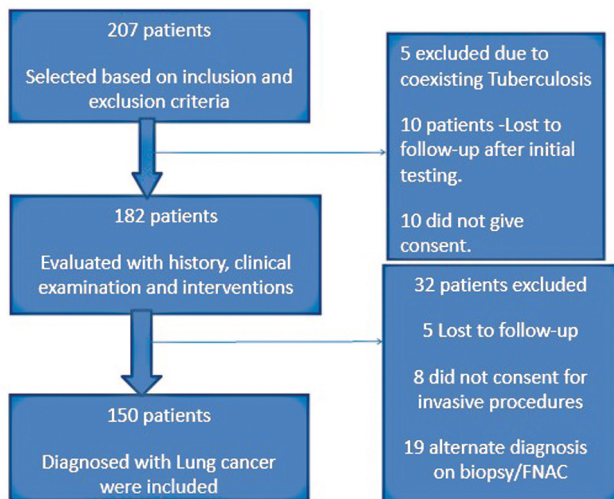 207 patients
Selected based on inclusion and
exclusion criteria
5 excluded due to
coexisting Tuberculosis
10 patients -Lost to
follow-up after initial
testing.
10 did not give
consent.
182 patients
Evaluated with history, clinical
examination and interventions
32 patients excluded
5 Lost to follow-up
8 did not consent for
invasive procedures
19 alternate diagnosis
on biopsy/FNAC
150 patients
Diagnosed with Lung cancer
were included